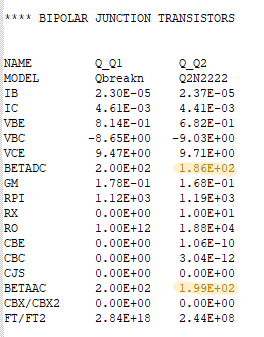 **** BIPOLAR JUNCTION TRANSISTORS
NAME Q_Q1 Q_Q2
MODEL Qbreakn Q2N2222
IB 2.30E-05 2.37E-05
IC 4.61E-03 4.41E-03
VBE 8.14E-01 6.82E-01
VBC -8.65E+00 -9.03E+00
VCE 9.47E+00 9.71E+00
BETADC 2.00E+02 1.86E+02
GM 1.78E-01 1.68E-01
RPI 1.12E+03 1.19E+03
RX 0.00E+00 1.00E+01
RO 1.00E+12 1.88E+04
CBE 0.00E+00 1.06E-10
CBC 0.00E+00 3.04E-12
CJS 0.00E+00 0.00E+00
BETAAC 2.00E+02 1.99E+02
CBX/CBX2 0.00E+00 0.00E+00
FT/FT2 2.84E+18 2.44E+08